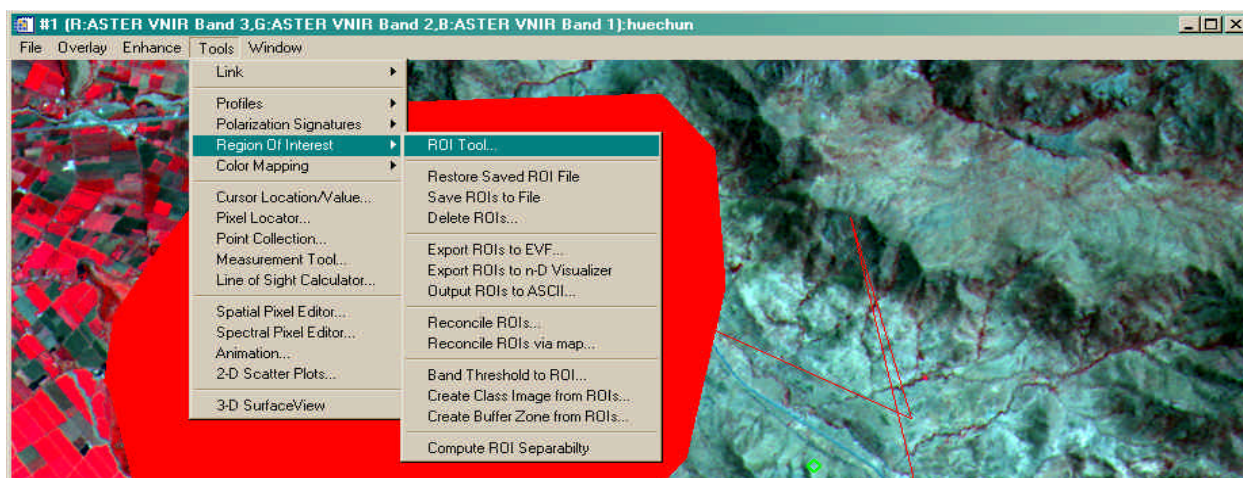 #1 (R:ASTER VNIR Band 3,G:ASTER VNIR Band 2,B:ASTER VNIR Band 1):huechun
File Overlay Enhance Tools Window
Link
Profiles
Polarization Signatures
Region Of Interest
Color Mapping
Cursor Location/Value...
Pixel Locator...
Point Collection...
Measurement Tool...
Line of Sight Calculator...
Spatial Pixel Editor...
Spectral Pixel Editor...
Animation...
2-D Scatter Plots...
3-D SurfaceView
ROI Tool...
Restore Saved ROI File
Save ROIs to File
Delete ROIs...
Export ROIs to EVF...
Export ROIs to n-D Visualizer
Output ROIs to ASCII...
Reconcile ROIs...
Reconcile ROIs via map...
Band Threshold to ROI...
Create Class Image from ROIs...
Create Buffer Zone from ROIs...
Compute ROI Separabilty